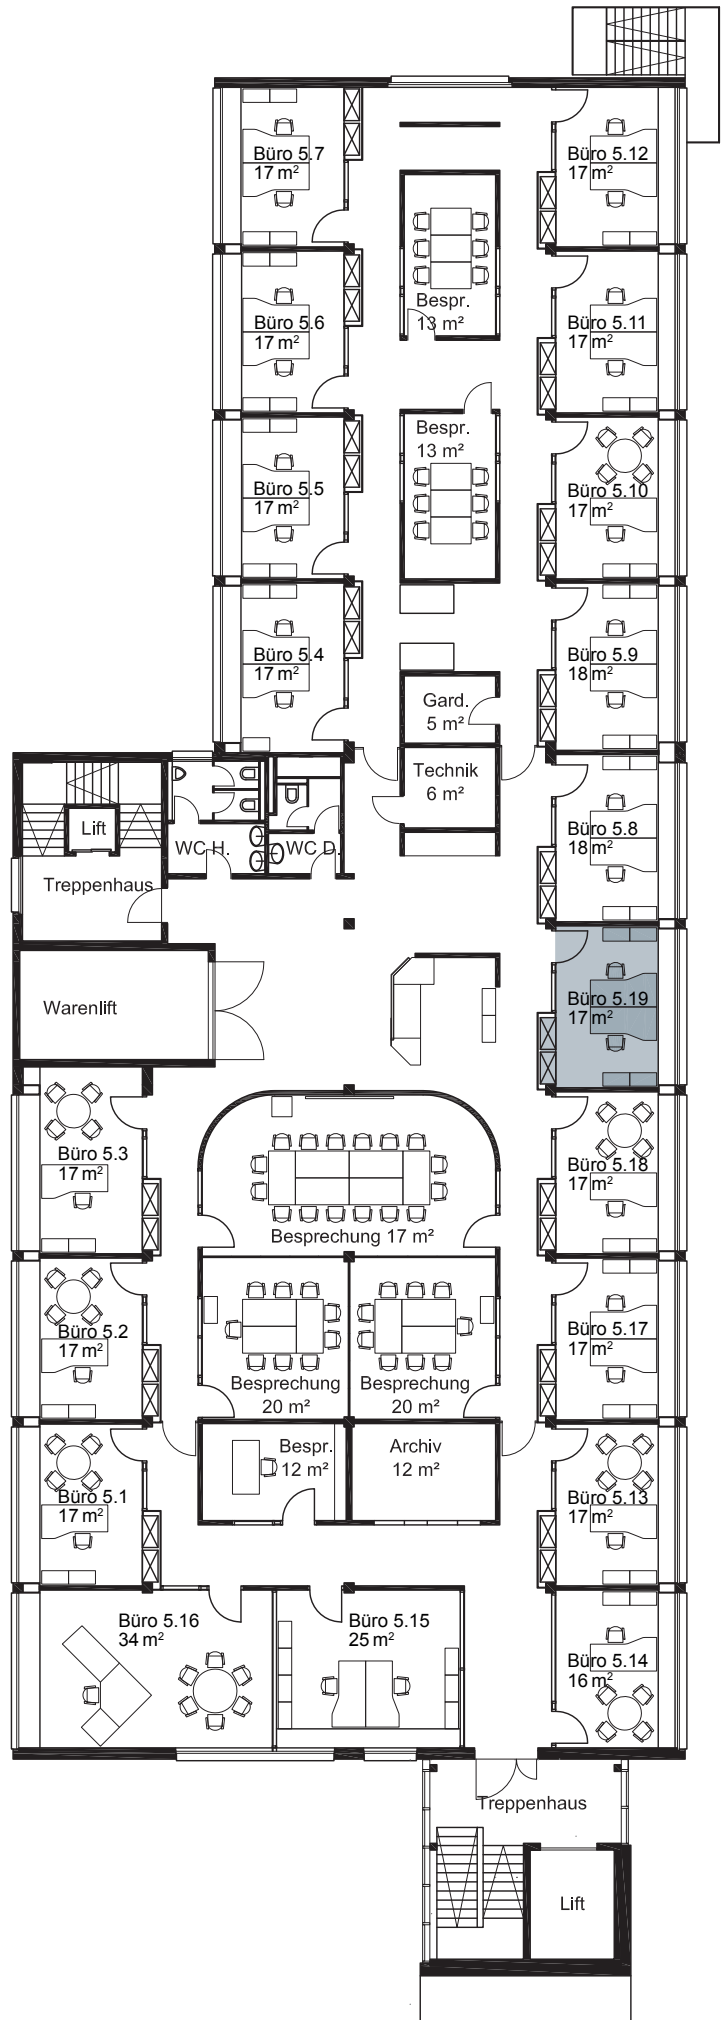 Büro 5.7
17 m²
Büro 5.12
17 m²
Bespr.
13 m²
Büro 5.6
17 m²
Büro 5.11
17 m²
Bespr.
13 m²
Büro 5.5
17 m²
Büro 5.10
17 m²
Büro 5.4
17 m²
Büro 5.9
18 m²
Gard.
5 m²
Technik
6 m²
Lift
Büro 5.8
18 m²
WC H.
WC D.
Treppenhaus
Warenlift
Büro 5.19
17 m²
Büro 5.3
17 m²
Büro 5.18
17 m²
Besprechung 17 m²
Büro 5.2
17 m²
Büro 5.17
17 m²
Besprechung
20 m²
Besprechung
20 m²
Bespr.
12 m²
Archiv
12 m²
Büro 5.1
17 m²
Büro 5.13
17 m²
Büro 5.16
34 m²
Büro 5.15
25 m²
Büro 5.14
16 m²
Treppenhaus
Lift